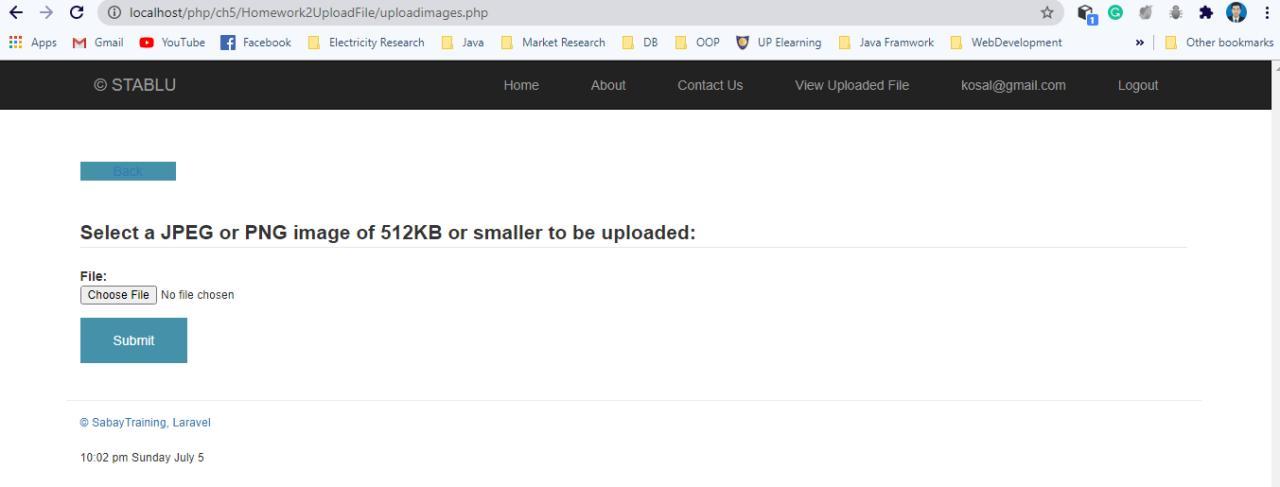 localhost/php/ch5/Homework2UploadFile/uploadimages.php
1
Apps Gmail YouTube Facebook Electricity Research Java Market Research DB OOP UP Elearning Java Framwork WebDevelopment » Other bookmarks
© STABLU Home About Contact Us View Uploaded File kosal@gmail.com Logout
Back
Select a JPEG or PNG image of 512KB or smaller to be uploaded:
File:
Choose File No file chosen
Submit
© SabayTraining, Laravel
10:02 pm Sunday July 5